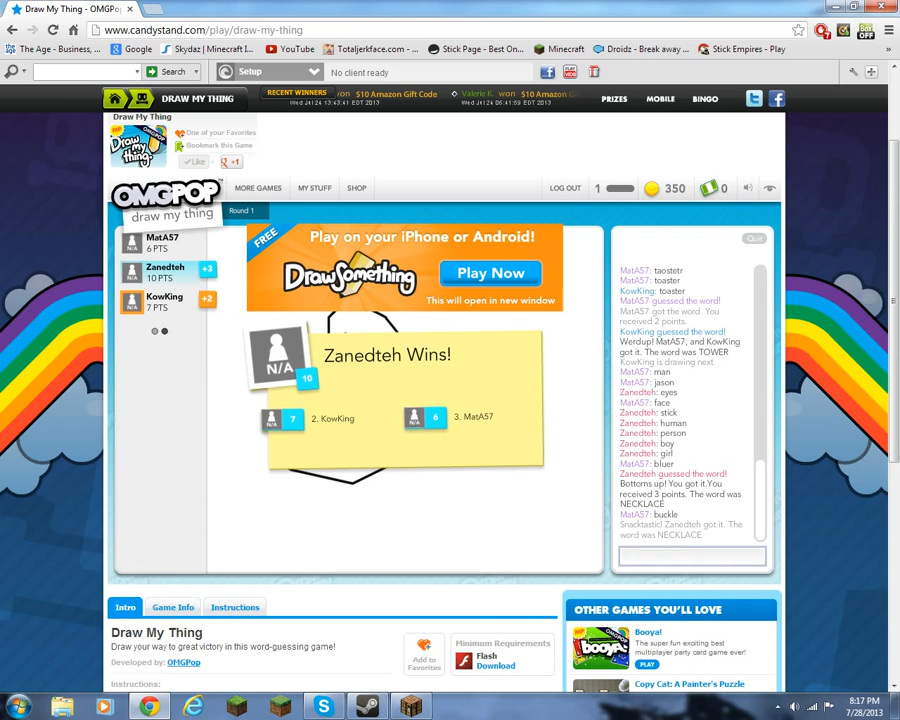 Draw My Thing - OMGPo
www.candystand.com/play/draw-my-thing
The Age - Business, ...
Google
Skydaz | Minecraft I...
YouTube
Totaljerkface.com - ...
Stick Page - Best On...
Minecraft
Droidz - Break away ...
Stick Empires - Play
Search
Setup
No client ready
DRAW MY THING
RECENT WINNERS
won $10 Amazon Gift Code
Valerie K. won $10 Amazon G
PRIZES
MOBILE
BINGO
Draw My Thing
One of your Favorites
Bookmark this Game
Like
+1
OMGPOP
draw my thing
MORE GAMES
MY STUFF
SHOP
LOG OUT
1
350
0
Round 1
MatA57
6 PTS
Zanedteh
10 PTS
+3
KowKing
7 PTS
+2
FREE
Play on your iPhone or Android!
DrawSomething
Play Now
This will open in new window
N/A
10
Zanedteh Wins!
7
2. KowKing
6
3. MatA57
Quit
MatA57: taostetr
MatA57: toaster
KowKing: toaster
MatA57 guessed the word!
MatA57 got the word. You
received 2 points.
KowKing guessed the word!
Werdup! MatA57, and KowKing
got it. The word was TOWER
KowKing is drawing next
MatA57: man
MatA57: jason
Zanedteh: eyes
MatA57: face
Zanedteh: stick
Zanedteh: human
Zanedteh: person
Zanedteh: boy
Zanedteh: girl
MatA57: bluer
Zanedteh guessed the word!
Bottoms up! You got it.You
received 3 points. The word was
NECKLACE
MatA57: buckle
Snacktastic! Zanedteh got it. The
word was NECKLACE
Intro
Game Info
Instructions
Draw My Thing
Draw your way to great victory in this word-guessing game!
Developed by: OMGPop
Instructions:
Add to
Favorites
Minimum Requirements
Flash
Download
OTHER GAMES YOU'LL LOVE
Booya!
The super fun exciting best
multiplayer party card game ever!
PLAY
Copy Cat: A Painter's Puzzle
8:17 PM
7/28/2013